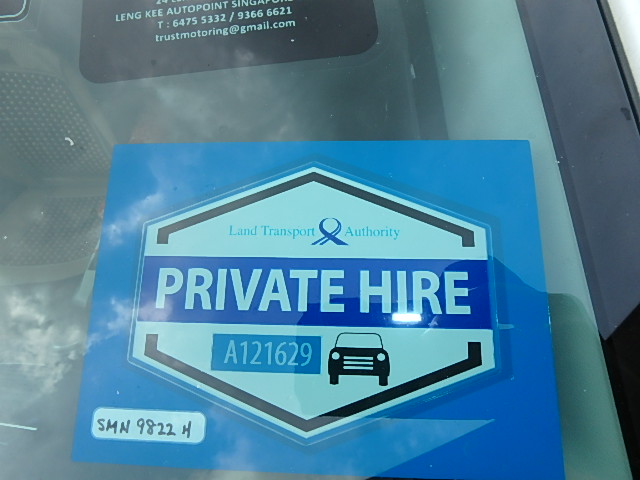 LENG KEE AUTOPOINT SINGAPORE
T : 6475 5332 / 9366 6621
trustmotoring@gmail.com
Land Transport Authority
PRIVATE HIRE
A121629
SMN 9822 H